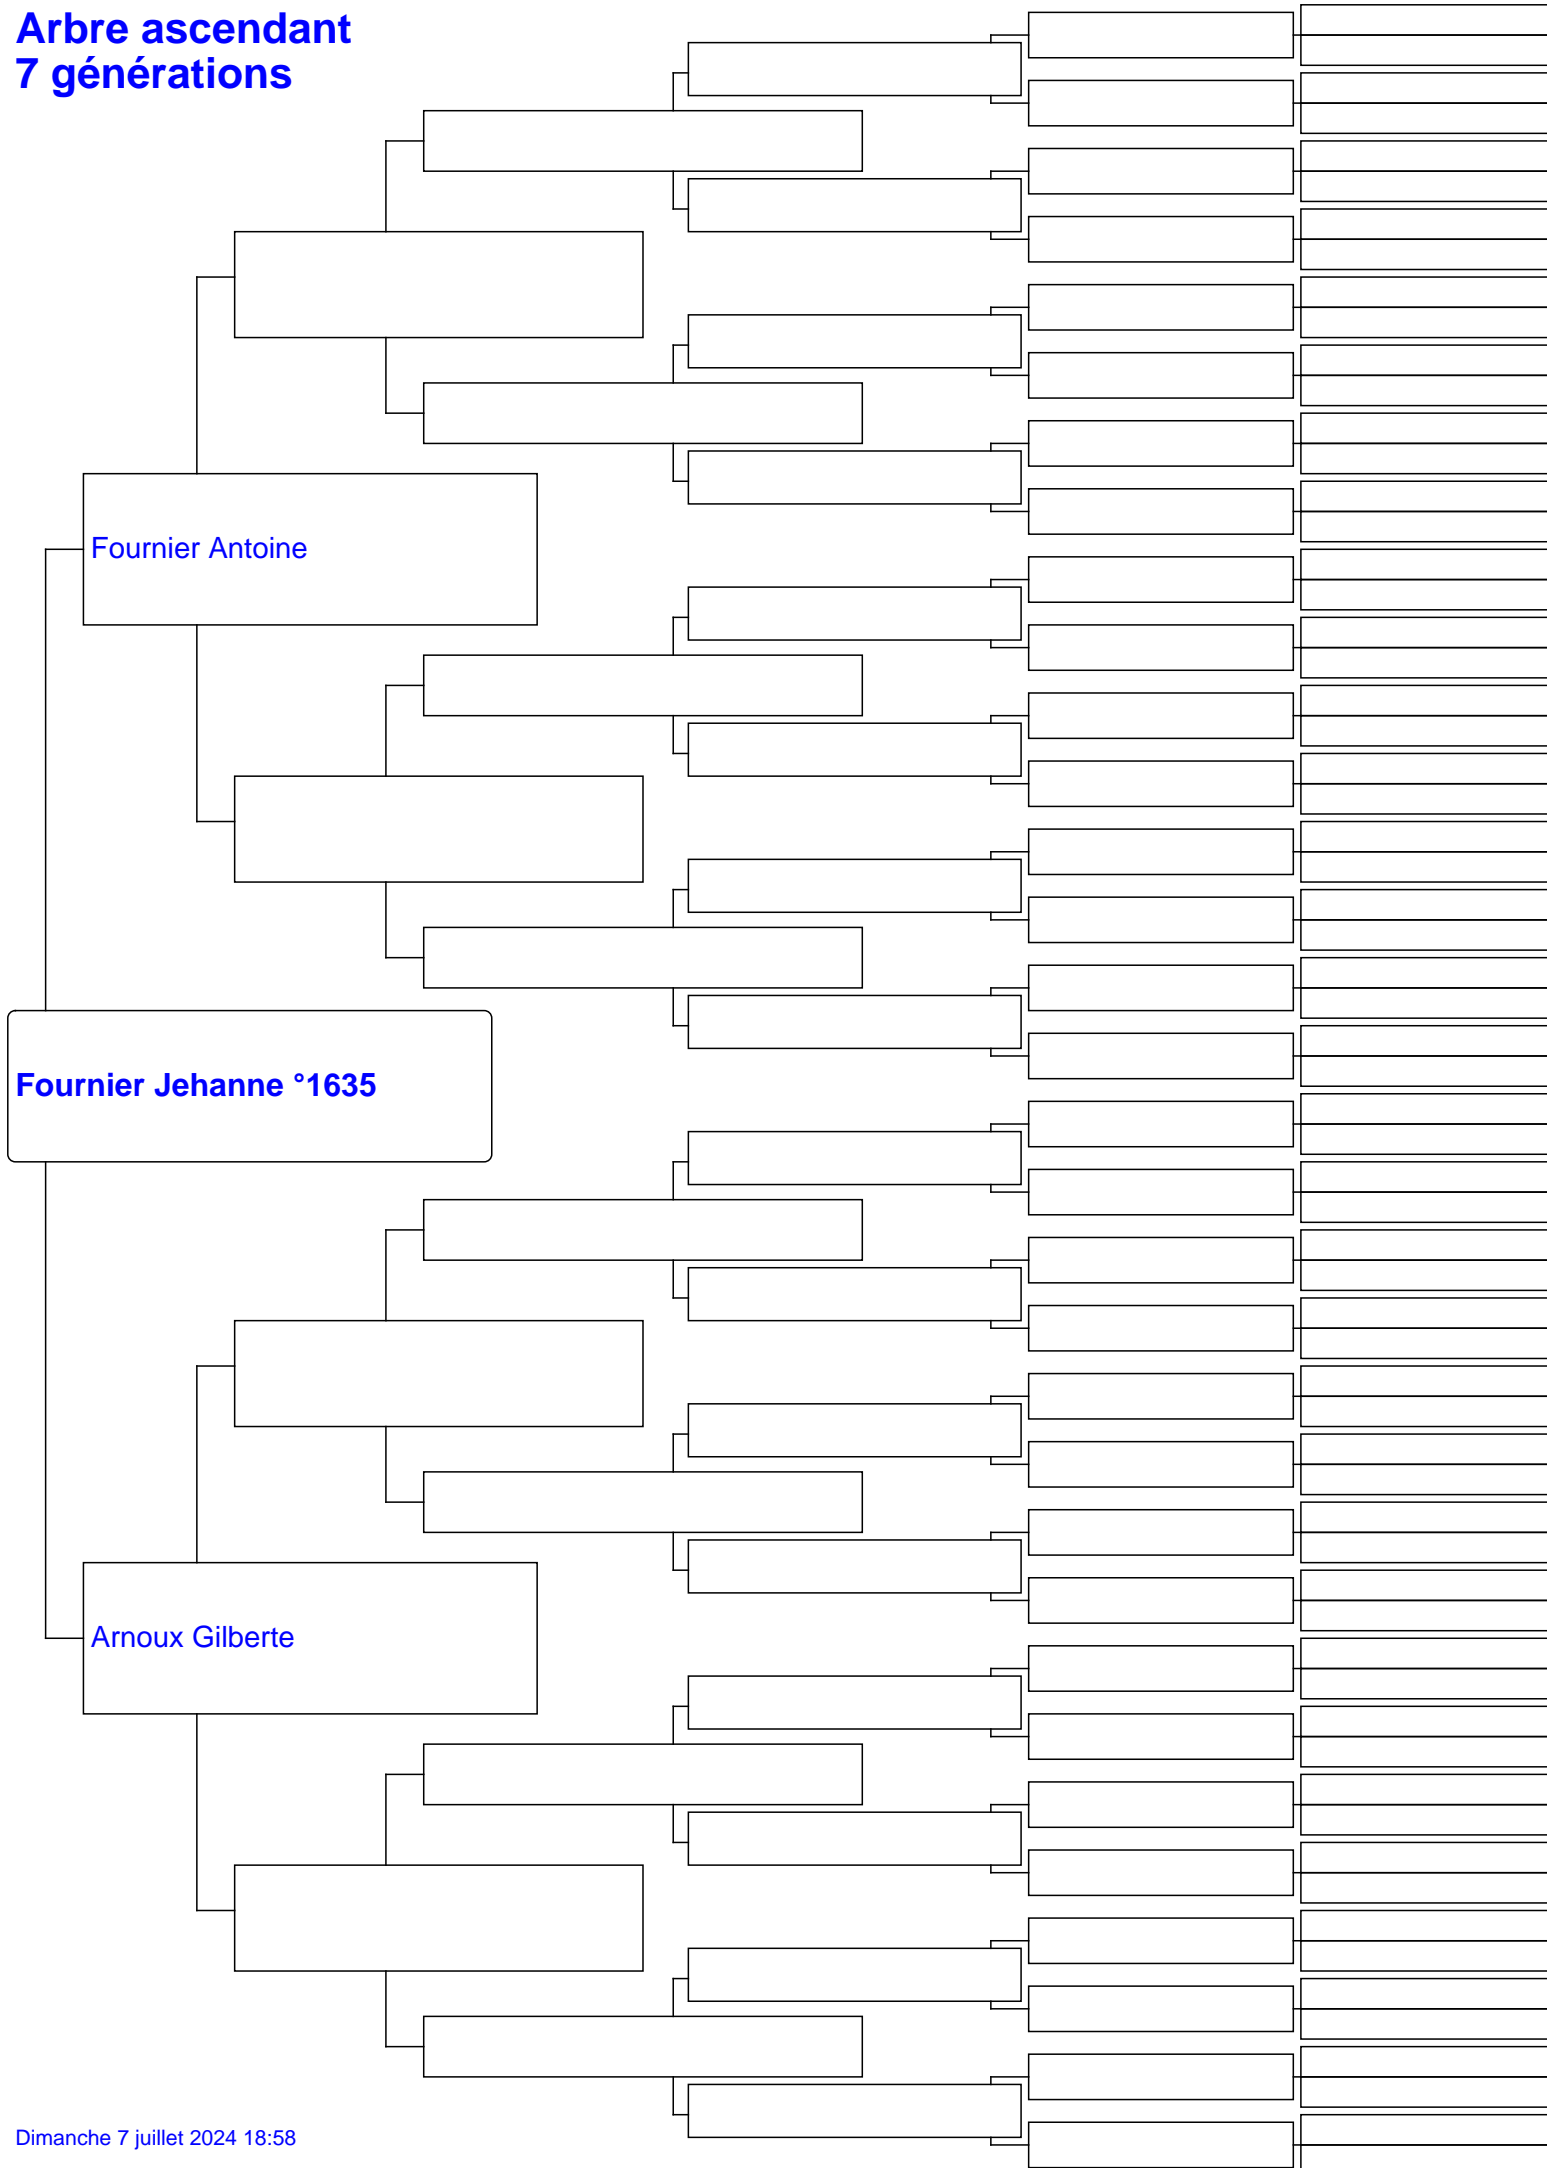 Arbre ascendant
7 générations
Fournier Antoine
Fournier Jehanne °1635
Arnoux Gilberte
Dimanche 7 juillet 2024 18:58